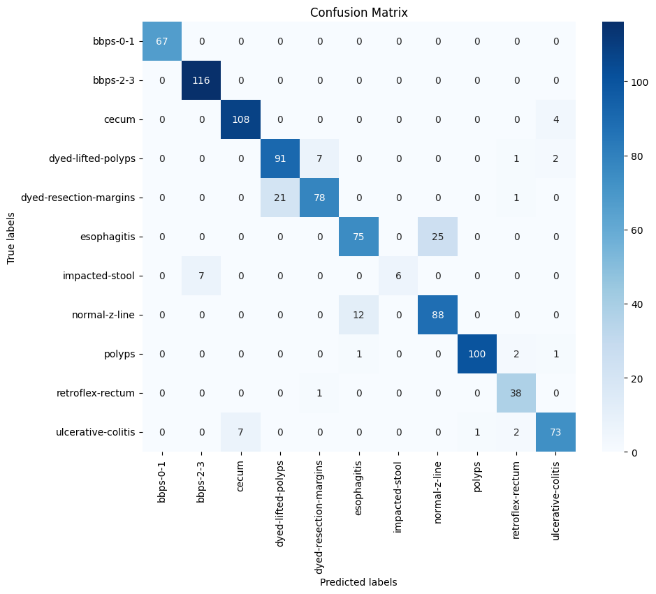 Confusion Matrix
True labels
bbps-0-1 67 0 0 0 0 0 0 0 0 0 0
bbps-2-3 0 116 0 0 0 0 0 0 0 0 0
cecum 0 0 108 0 0 0 0 0 0 0 4
dyed-lifted-polyps 0 0 0 91 7 0 0 0 0 1 2
dyed-resection-margins 0 0 0 21 78 0 0 0 0 1 0
esophagitis 0 0 0 0 0 75 0 25 0 0 0
impacted-stool 0 7 0 0 0 0 6 0 0 0 0
normal-z-line 0 0 0 0 0 12 0 88 0 0 0
polyps 0 0 0 0 0 1 0 0 100 2 1
retroflex-rectum 0 0 0 0 1 0 0 0 0 38 0
ulcerative-colitis 0 0 7 0 0 0 0 0 1 2 73
bbps-0-1
bbps-2-3
cecum
dyed-lifted-polyps
dyed-resection-margins
esophagitis
impacted-stool
normal-z-line
polyps
retroflex-rectum
ulcerative-colitis
Predicted labels
100
80
60
40
20
0